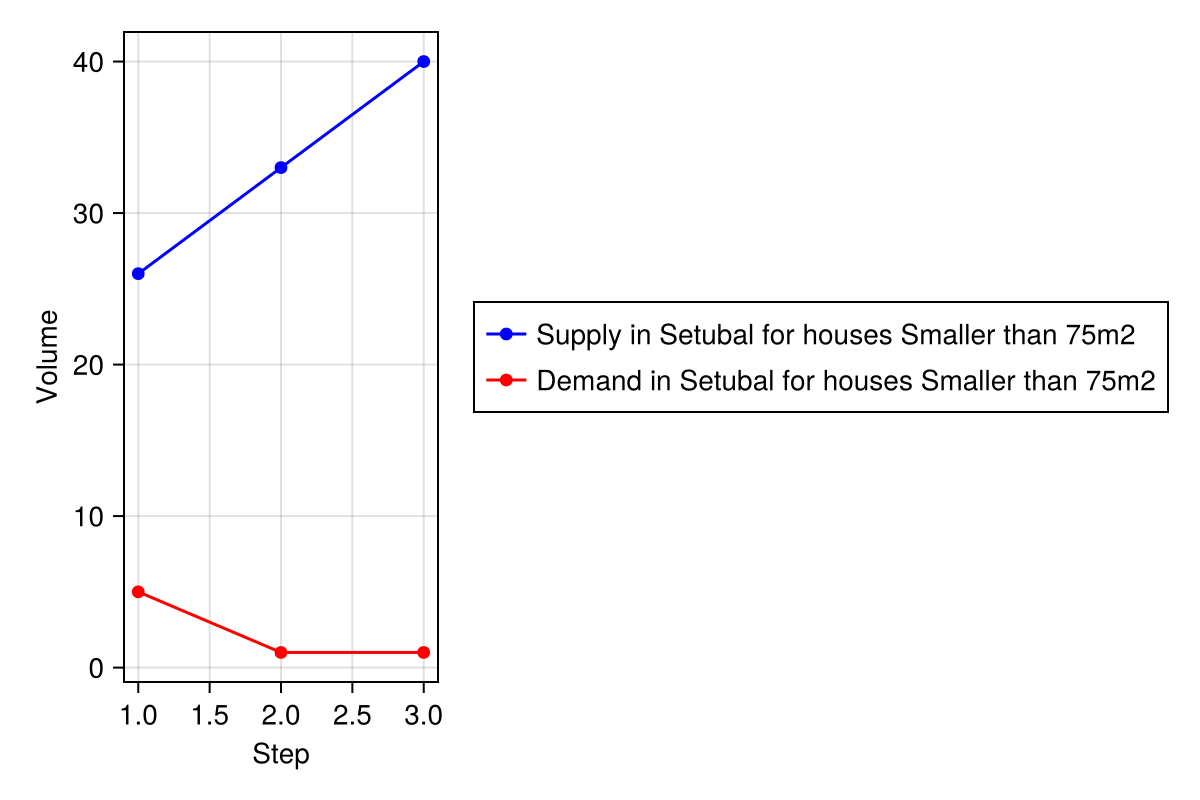 40
30
20
10
0
Volume
1.0 1.5 2.0 2.5 3.0
Step
Supply in Setubal for houses Smaller than 75m2
Demand in Setubal for houses Smaller than 75m2